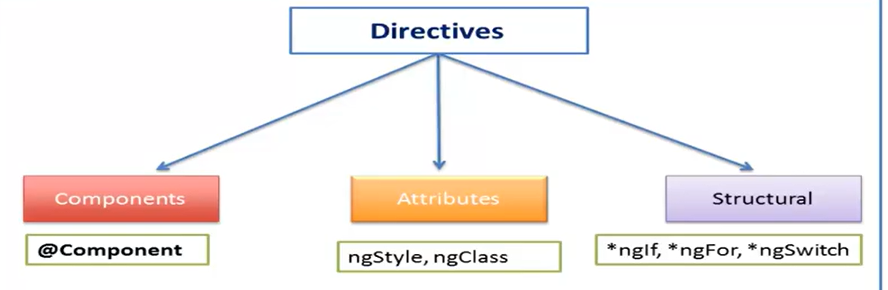 Directives
Components
Attributes
Structural
@Component
ngStyle, ngClass
*ngIf, *ngFor, *ngSwitch